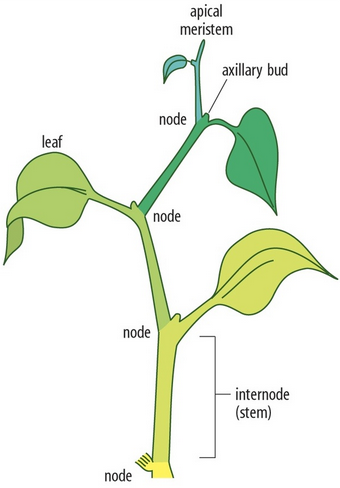 apical
meristem
axillary bud
node
leaf
node
node
internode
(stem)
node